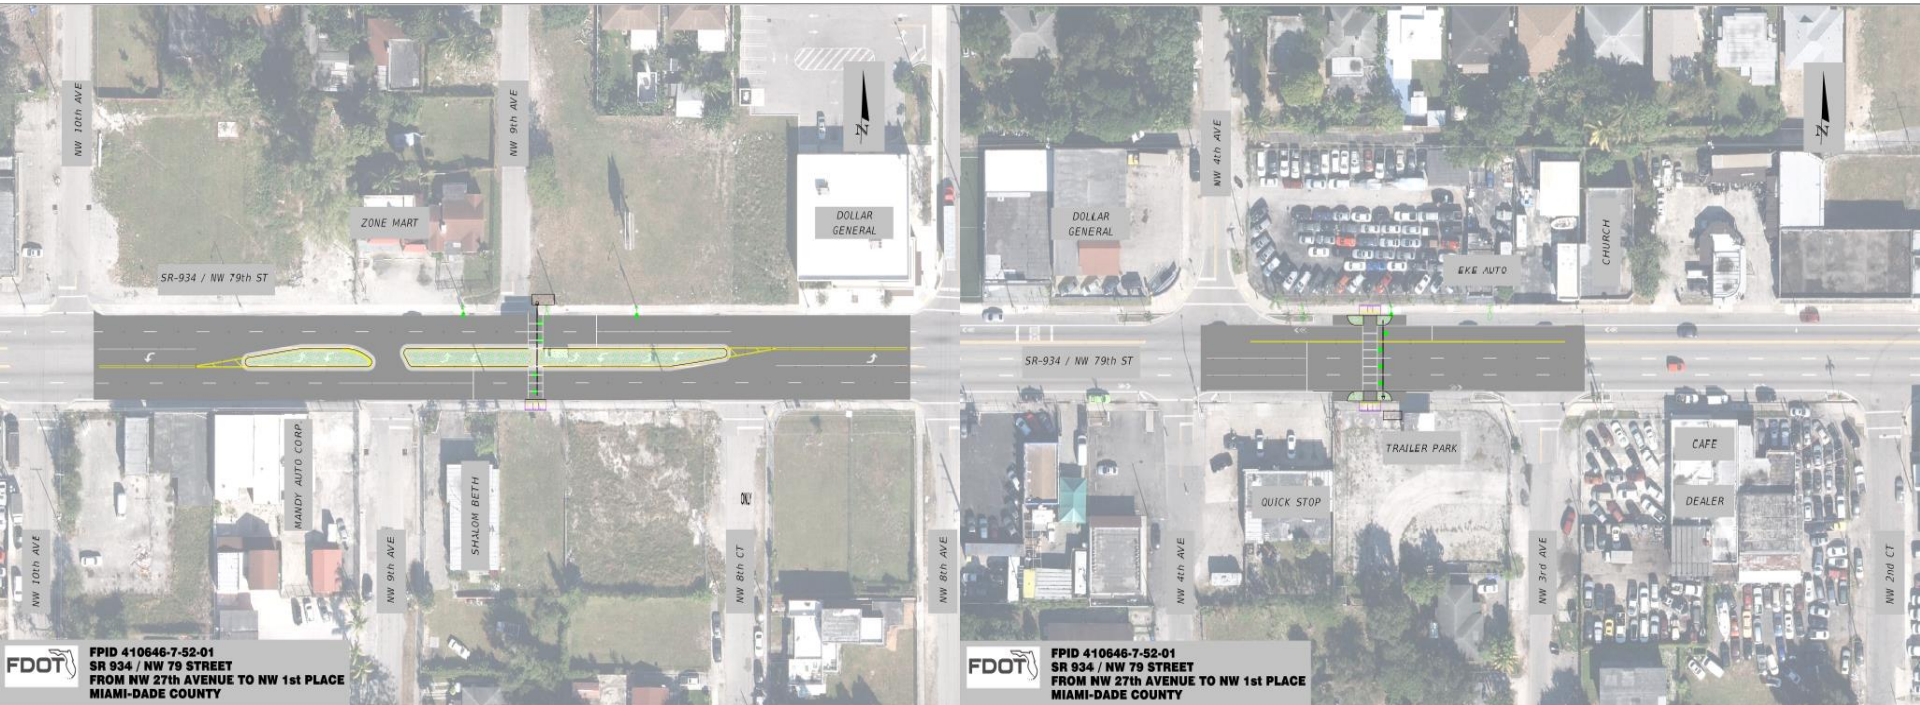 NW 10th AVE
NW 9th AVE
N
ZONE MART
DOLLAR
GENERAL
SR-934 / NW 79th ST
MANDY AUTO CORP.
SHALOM BETH
ONLY
NW 10th AVE
NW 9th AVE
NW 8th CT
NW 8th AVE
FDOT
FPID 410646-7-52-01
SR 934 / NW 79 STREET
FROM NW 27th AVENUE TO NW 1st PLACE
MIAMI-DADE COUNTY
NW 4th AVE
N
DOLLAR
GENERAL
CHURCH
EKE AUTO
SR-934 / NW 79th ST
TRAILER PARK
CAFE
QUICK STOP
DEALER
NW 4th AVE
NW 3rd AVE
NW 2nd CT
FDOT
FPID 410646-7-52-01
SR 934 / NW 79 STREET
FROM NW 27th AVENUE TO NW 1st PLACE
MIAMI-DADE COUNTY